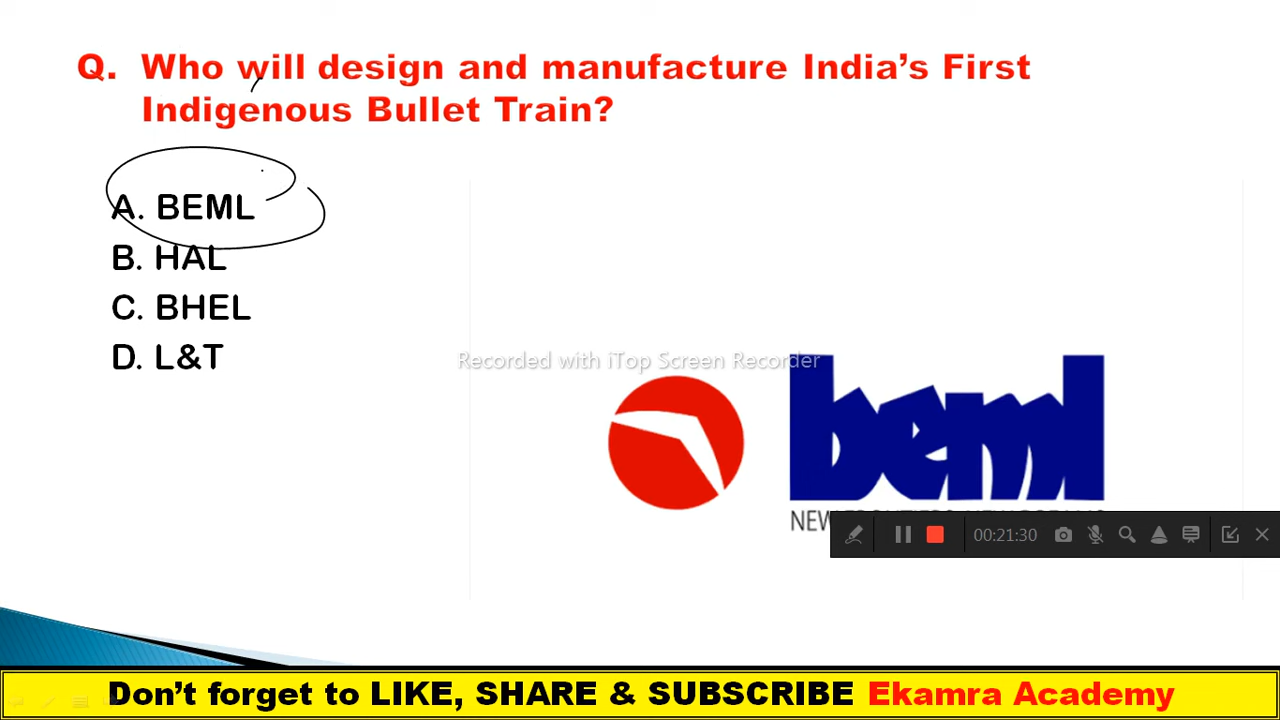 Q. Who will design and manufacture India's First
Indigenous Bullet Train?
A. BEML
B. HAL
C. BHEL
D. L&T
Recorded with iTop Screen Recorder
beml
00:21:30
Don't forget to LIKE, SHARE & SUBSCRIBE Ekamra Academy